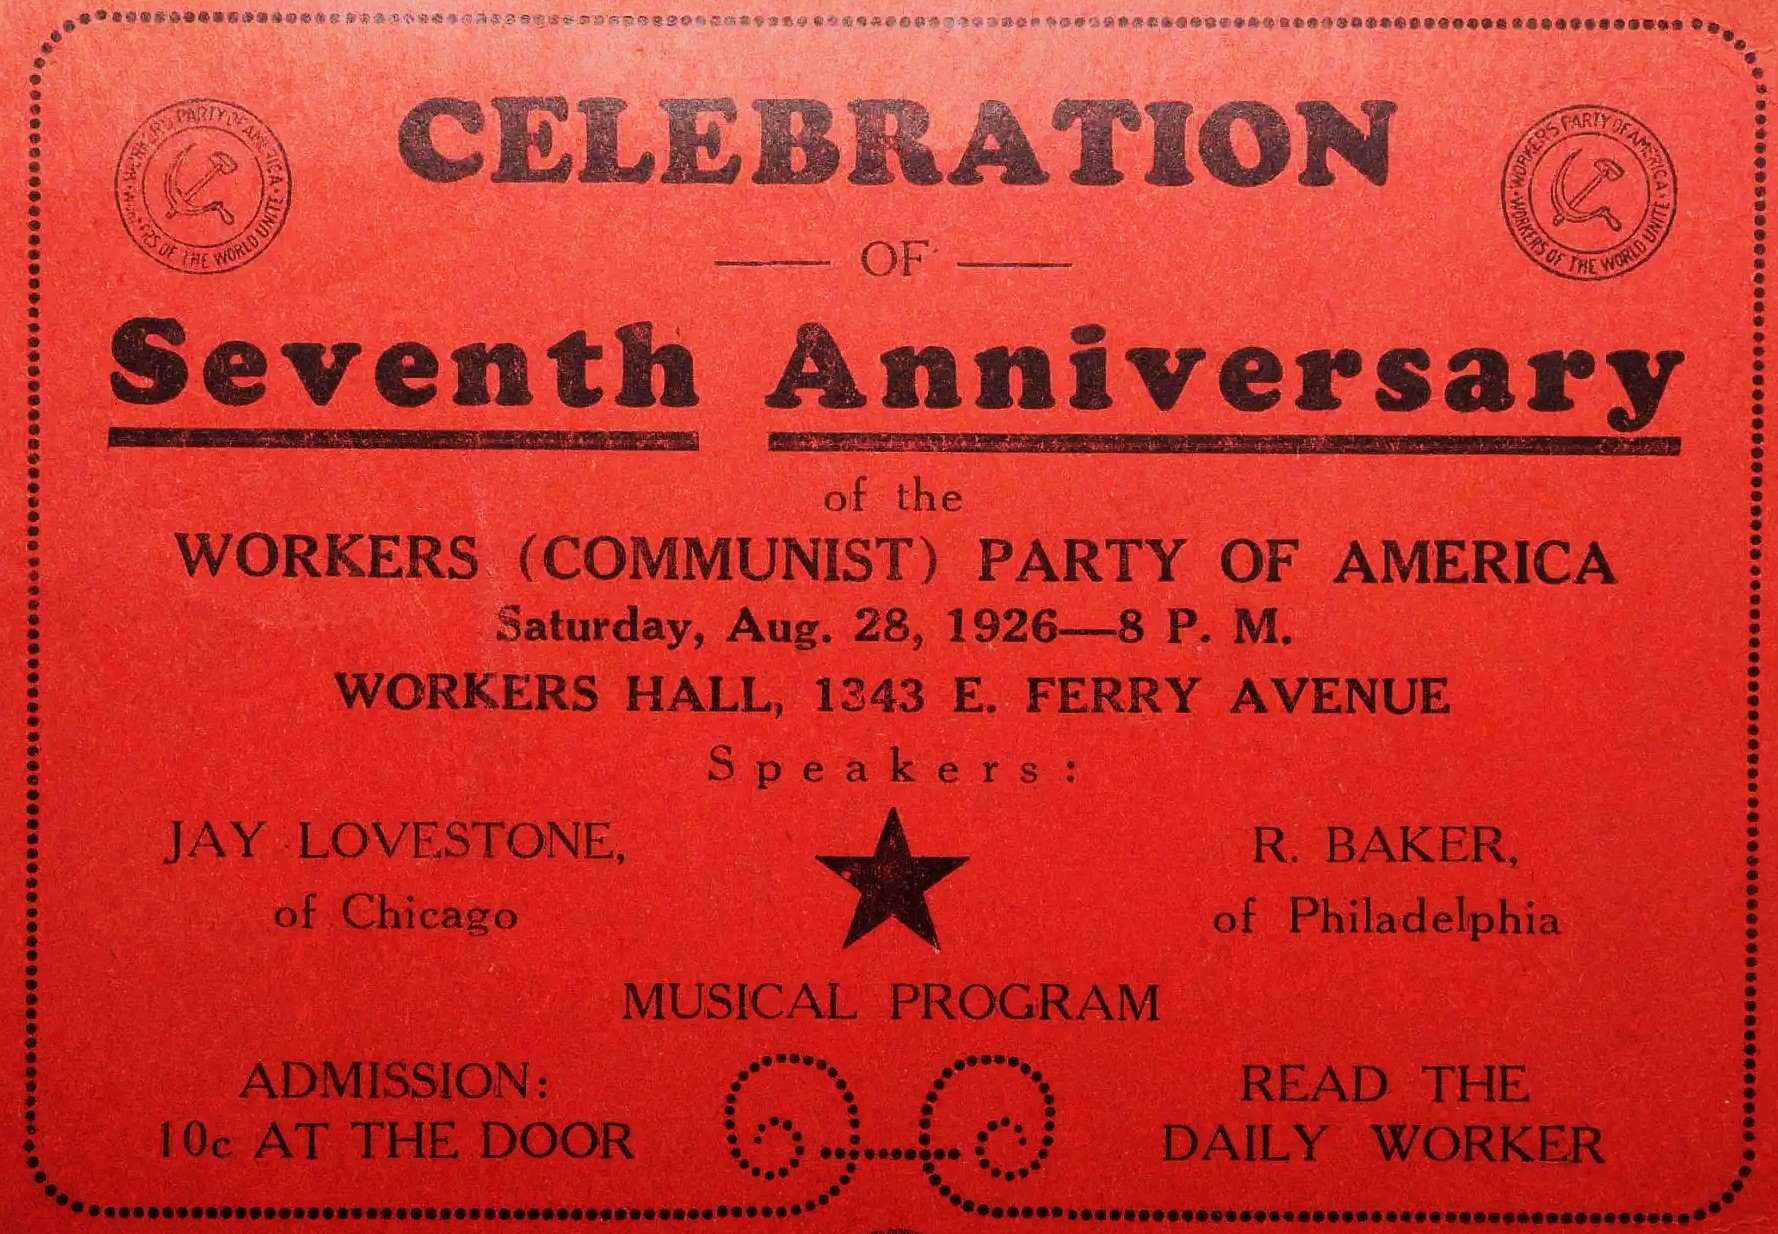 CELEBRATION
WORKERS PARTY OF AMERICA
WORKERS OF THE WORLD UNITE
WORKERS PARTY OF AMERICA
WORKERS OF THE WORLD UNITE
OF
Seventh Anniversary
of the
WORKERS (COMMUNIST) PARTY OF AMERICA
Saturday, Aug. 28, 1926—8 P. M.
WORKERS HALL, 1343 E. FERRY AVENUE
Speakers:
JAY LOVESTONE,
of Chicago
R. BAKER,
of Philadelphia
MUSICAL PROGRAM
ADMISSION:
10c AT THE DOOR
READ THE
DAILY WORKER